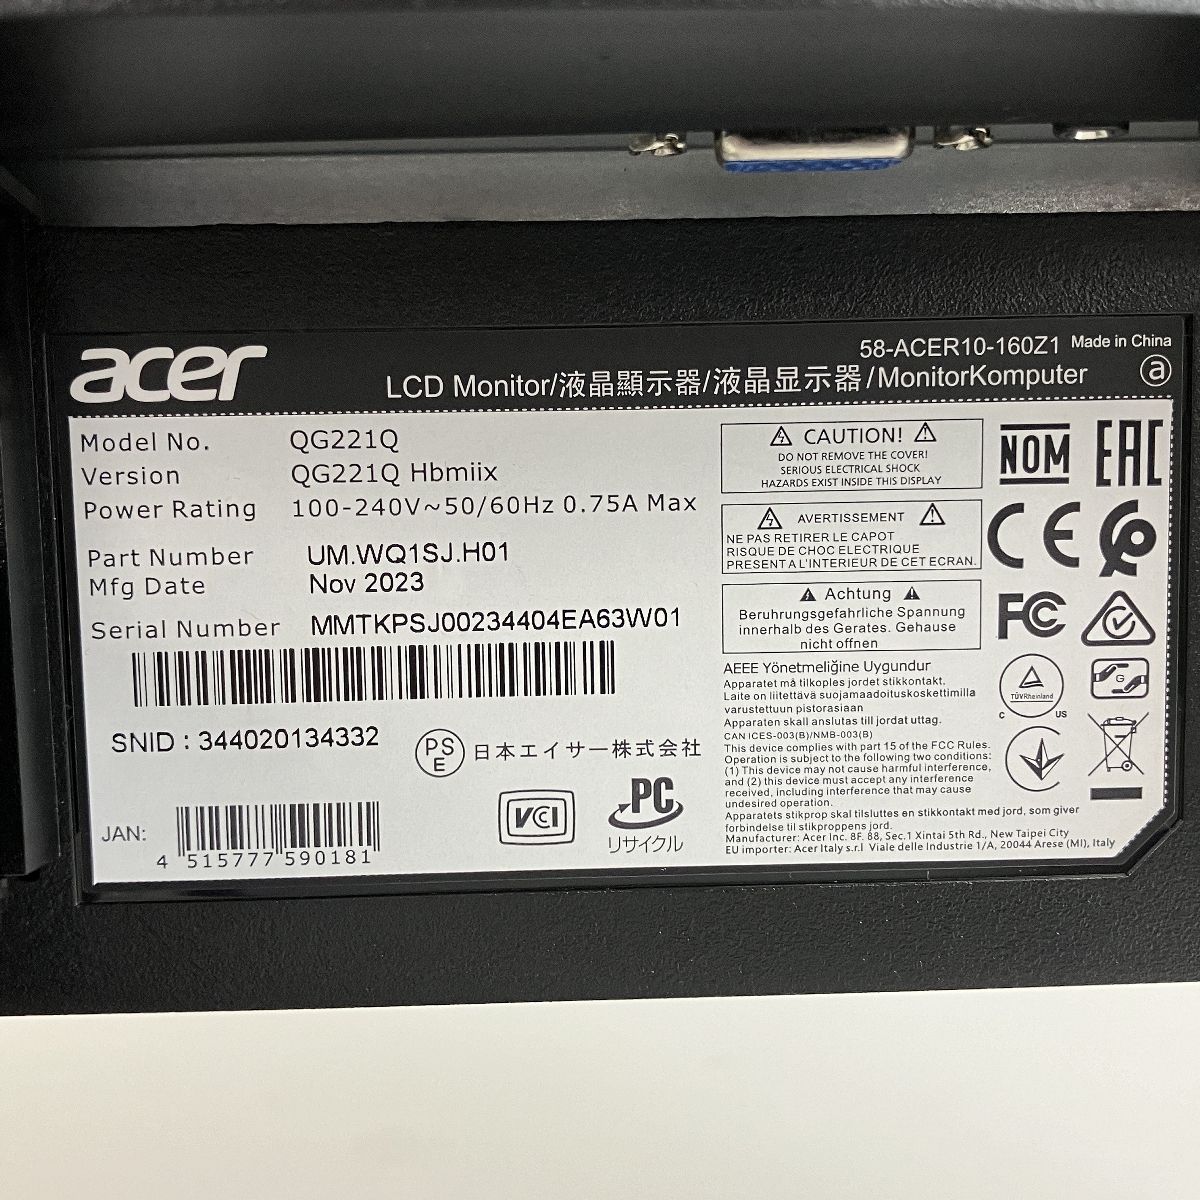 acer
58-ACER10-160Z1 Made in China
LCD Monitor/液晶顯示器/液晶显示器/MonitorKomputer
a
Model No. QG221Q
Version QG221Q Hbmiix
Power Rating 100-240V~50/60Hz 0.75A Max
Part Number UM.WQ1SJ.H01
Mfg Date Nov 2023
Serial Number MMTKPSJ00234404EA63W01
SNID : 344020134332
PS
E
日本エイサー株式会社
JAN:
4 515777 590181
VCI
PC
リサイクル
CAUTION!
DO NOT REMOVE THE COVER!
SERIOUS ELECTRICAL SHOCK
HAZARDS EXIST INSIDE THIS DISPLAY
AVERTISSEMENT
NE PAS RETIRER LE CAPOT
RISQUE DE CHOC ELECTRIQUE
PRESENT A L'INTERIEUR DE CET ECRAN.
Achtung
Beruhrungsgefahrliche Spannung
innerhalb des Gerates. Gehause
nicht offnen
AEEE Yönetmeliğine Uygundur
Apparatet må tilkoples jordet stikkontakt.
Laite on liitettävä suojamaadoituskoskettimilla
varustettuun pistorasiaan
Apparaten skall anslutas till jordat uttag.
CAN ICES-003(B)/NMB-003(B)
This device complies with part 15 of the FCC Rules.
Operation is subject to the following two conditions:
(1) This device may not cause harmful interference,
and (2) this device must accept any interference
received, including interference that may cause
undesired operation.
Apparatets stikprop skal tilsluttes en stikkontakt med jord, som giver
forbindelse til stikproppens jord.
Manufacturer: Acer Inc. 8F. 88, Sec.1 Xintai 5th Rd., New Taipei City
EU importer: Acer Italy s.r.l Viale delle Industrie 1/A, 20044 Arese (MI), Italy
NOM
EAC
CE
FC
TÜVRheinland
C US
G